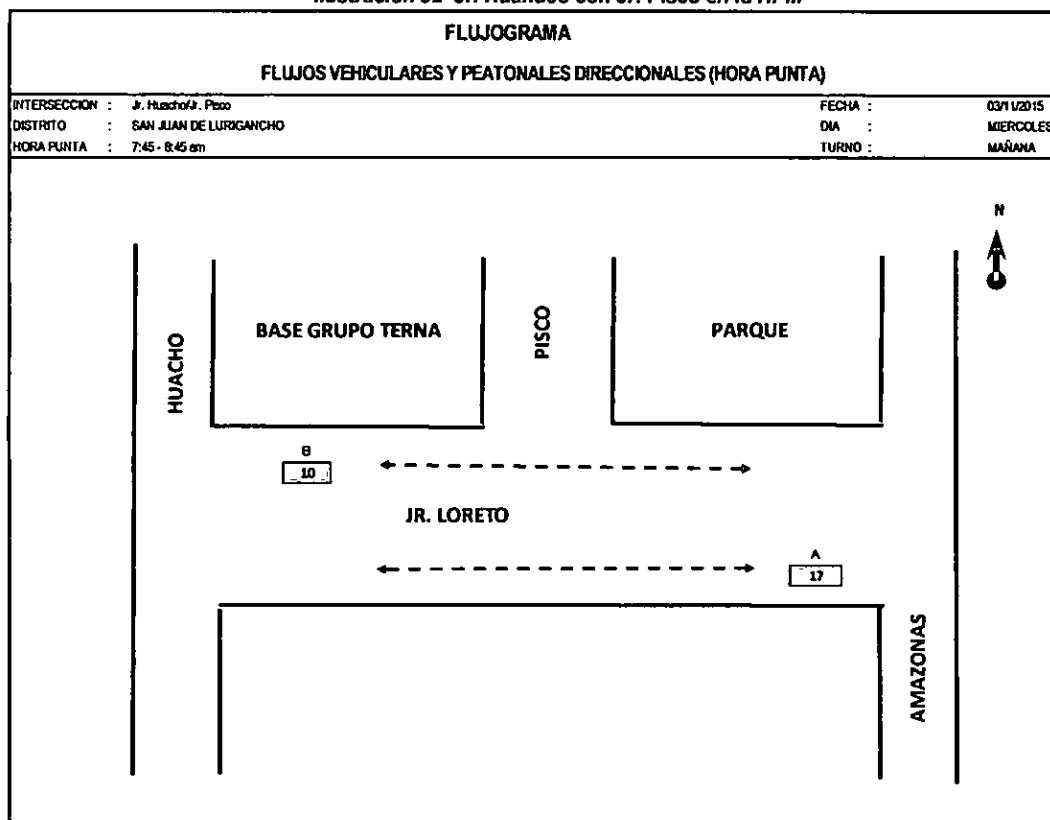 FLUJOGRAMA
FLUJOS VEHICULARES Y PEATONALES DIRECCIONALES (HORA PUNTA)
INTERSECCION : Jr. Huacho/Jr. Pisco FECHA : 03/11/2015
DISTRITO : SAN JUAN DE LURIGANCHO DIA : MIERCOLES
HORA PUNTA : 7:45 - 8:45 am TURNO : MAÑANA
N
BASE GRUPO TERNA
PISCO
PARQUE
HUACHO
B
10
JR. LORETO
A
17
AMAZONAS